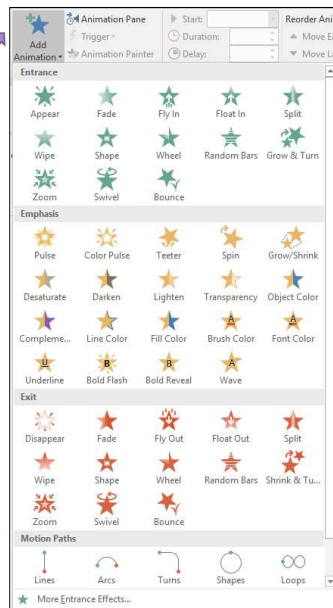 Add Animation
Animation Pane
Trigger
Animation Painter
Start:
Duration:
Delay:
Reorder Ani
Move Ea
Move La
Entrance
Appear Fade Fly In Float In Split
Wipe Shape Wheel Random Bars Grow & Turn
Zoom Swivel Bounce
Emphasis
Pulse Color Pulse Teeter Spin Grow/Shrink
Desaturate Darken Lighten Transparency Object Color
Compleme... Line Color Fill Color Brush Color Font Color
U B B A A A
Underline Bold Flash Bold Reveal Wave
Exit
Disappear Fade Fly Out Float Out Split
Wipe Shape Wheel Random Bars Shrink & Tu...
Zoom Swivel Bounce
Motion Paths
Lines Arcs Turns Shapes Loops
More Entrance Effects...